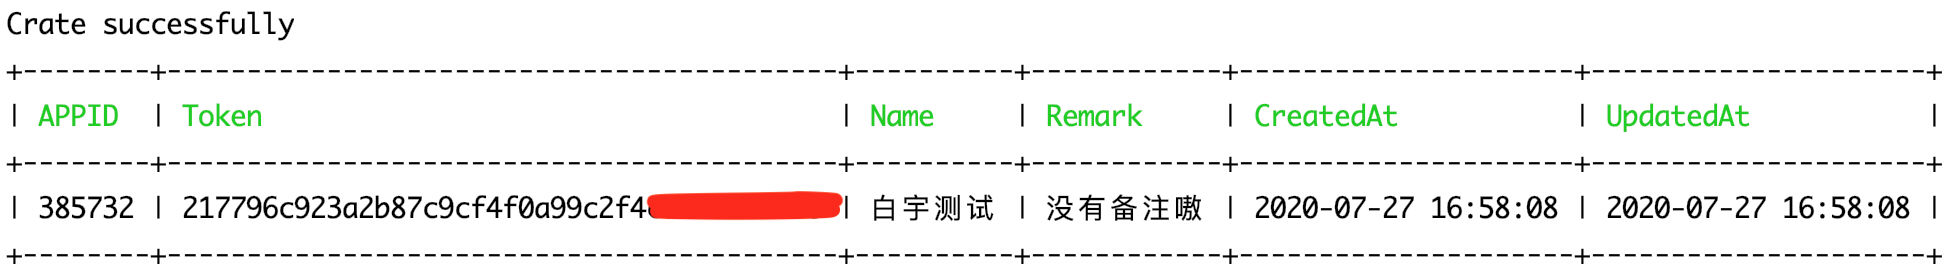 Crate successfully
+--------+------------------------------------------+----------+------------+---------------------+---------------------+
| APPID | Token | Name | Remark | CreatedAt | UpdatedAt |
+--------+------------------------------------------+----------+------------+---------------------+---------------------+
| 385732 | 217796c923a2b87c9cf4f0a99c2f4 | 白宇测试 | 没有备注嗷 | 2020-07-27 16:58:08 | 2020-07-27 16:58:08 |
+--------+------------------------------------------+----------+------------+---------------------+---------------------+